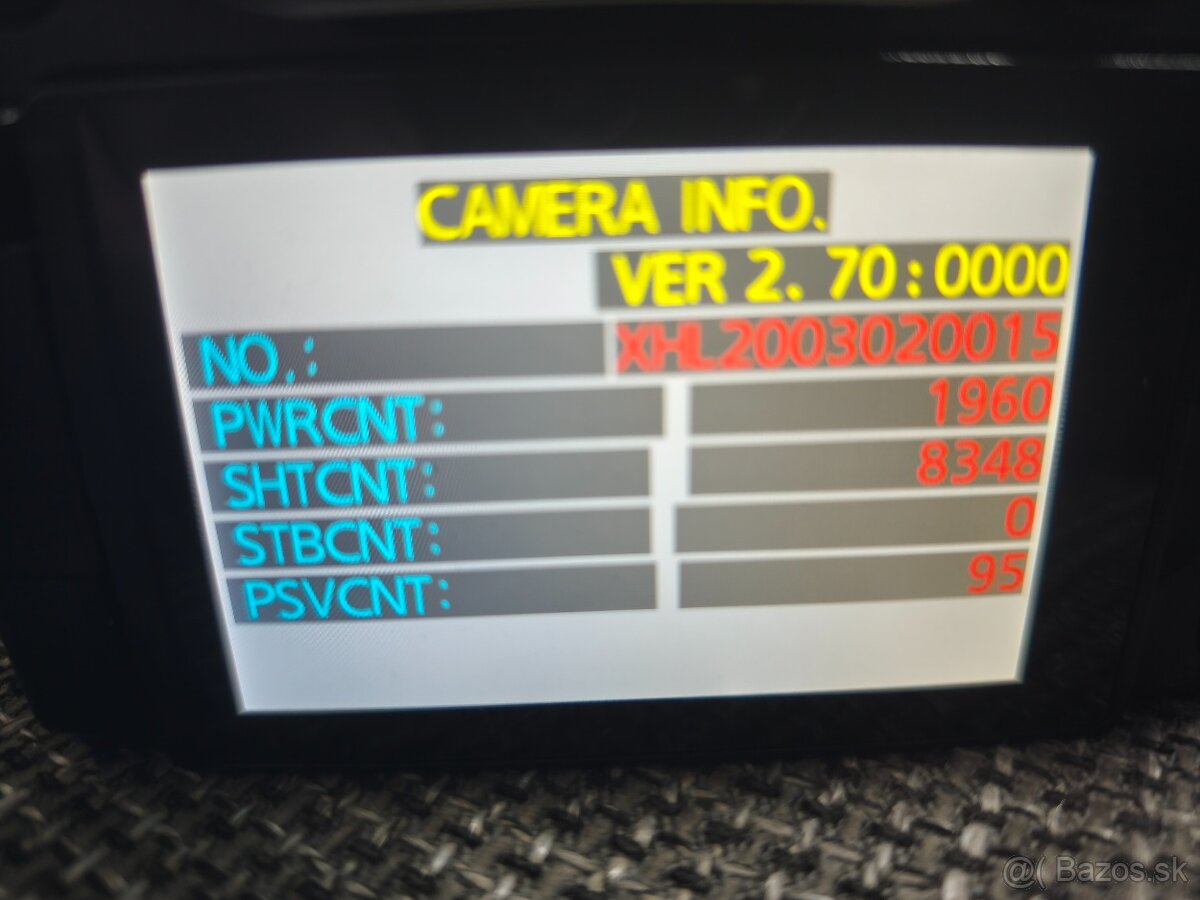 CAMERA INFO.
VER 2. 70:0000
NO.: XHL2003020015
PWRCNT: 1960
SHTCNT: 8348
STBCNT: 0
PSVCNT: 95
@( Bazos.sk